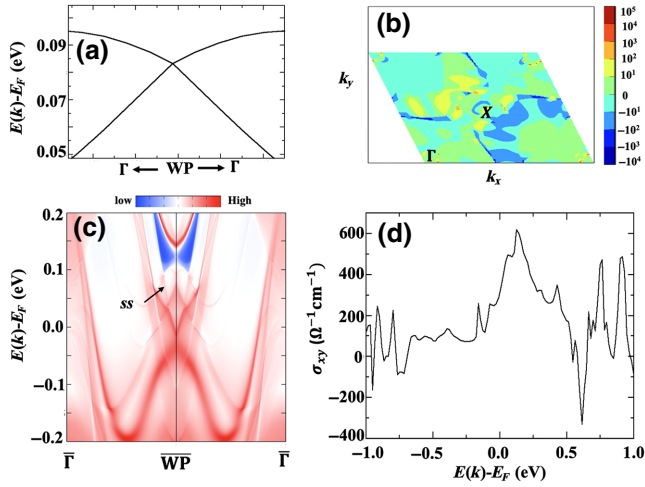 (a)
E(k)-E_F (eV)
0.09
0.07
0.05
Γ ← WP → Γ
(b)
k_y
X
Γ
k_x
10^5
10^4
10^3
10^2
10^1
10^0
−10^1
−10^2
−10^3
−10^4
low
High
(c)
E(k)-E_F (eV)
0.2
0.1
0.0
−0.1
−0.2
ss
Γ̅
W̅P̅
Γ̅
(d)
σ_xy (Ω⁻¹cm⁻¹)
600
400
200
0
−200
−400
−1.0
−0.5
0.0
0.5
1.0
E(k)-E_F (eV)